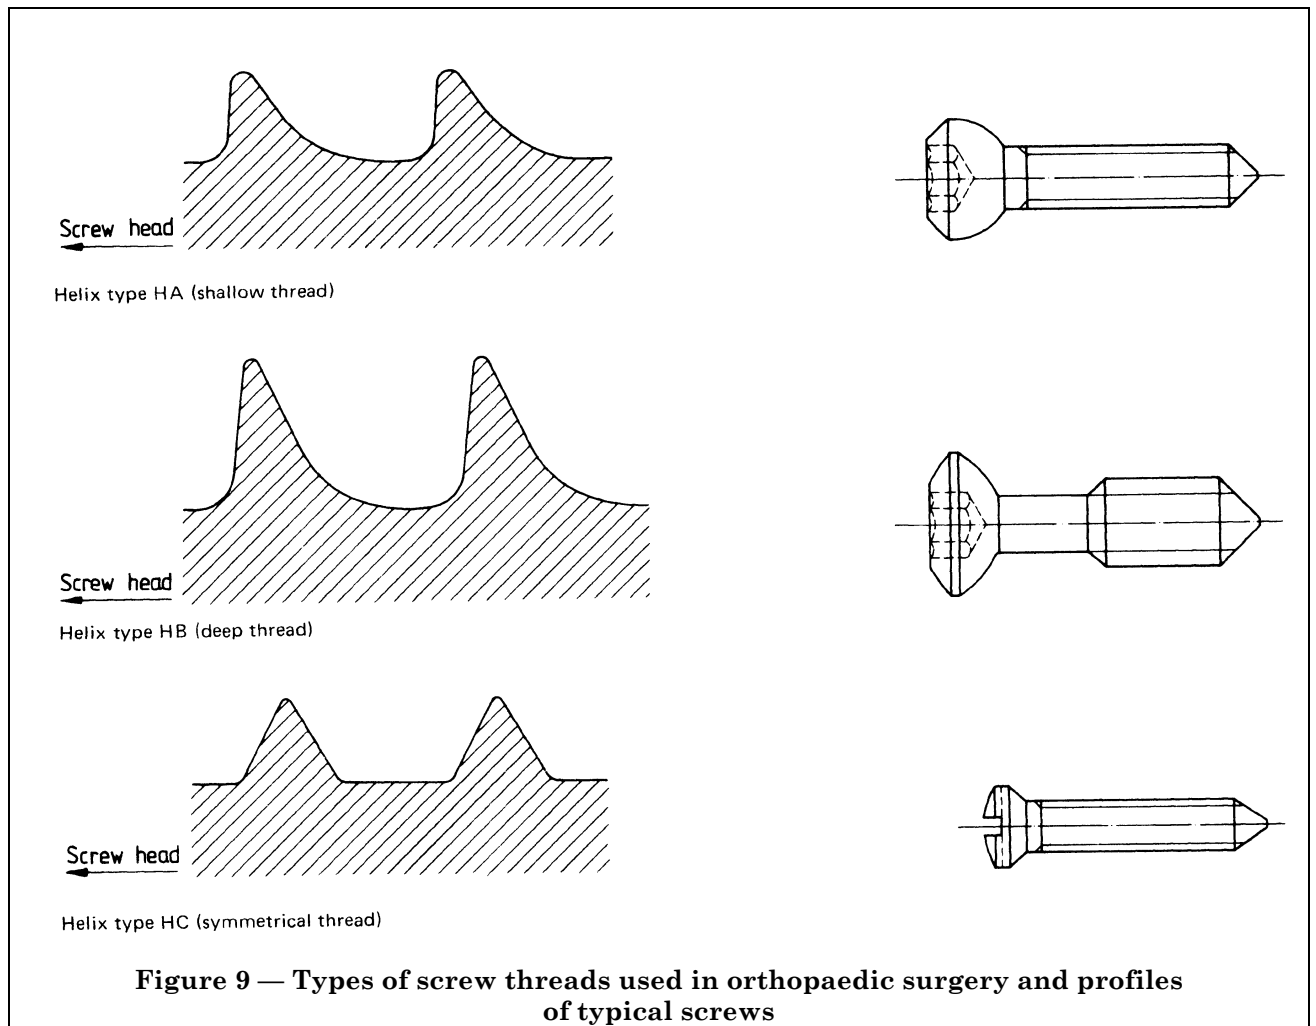 Screw head
Helix type HA (shallow thread)
Screw head
Helix type HB (deep thread)
Screw head
Helix type HC (symmetrical thread)
Figure 9 — Types of screw threads used in orthopaedic surgery and profiles
of typical screws